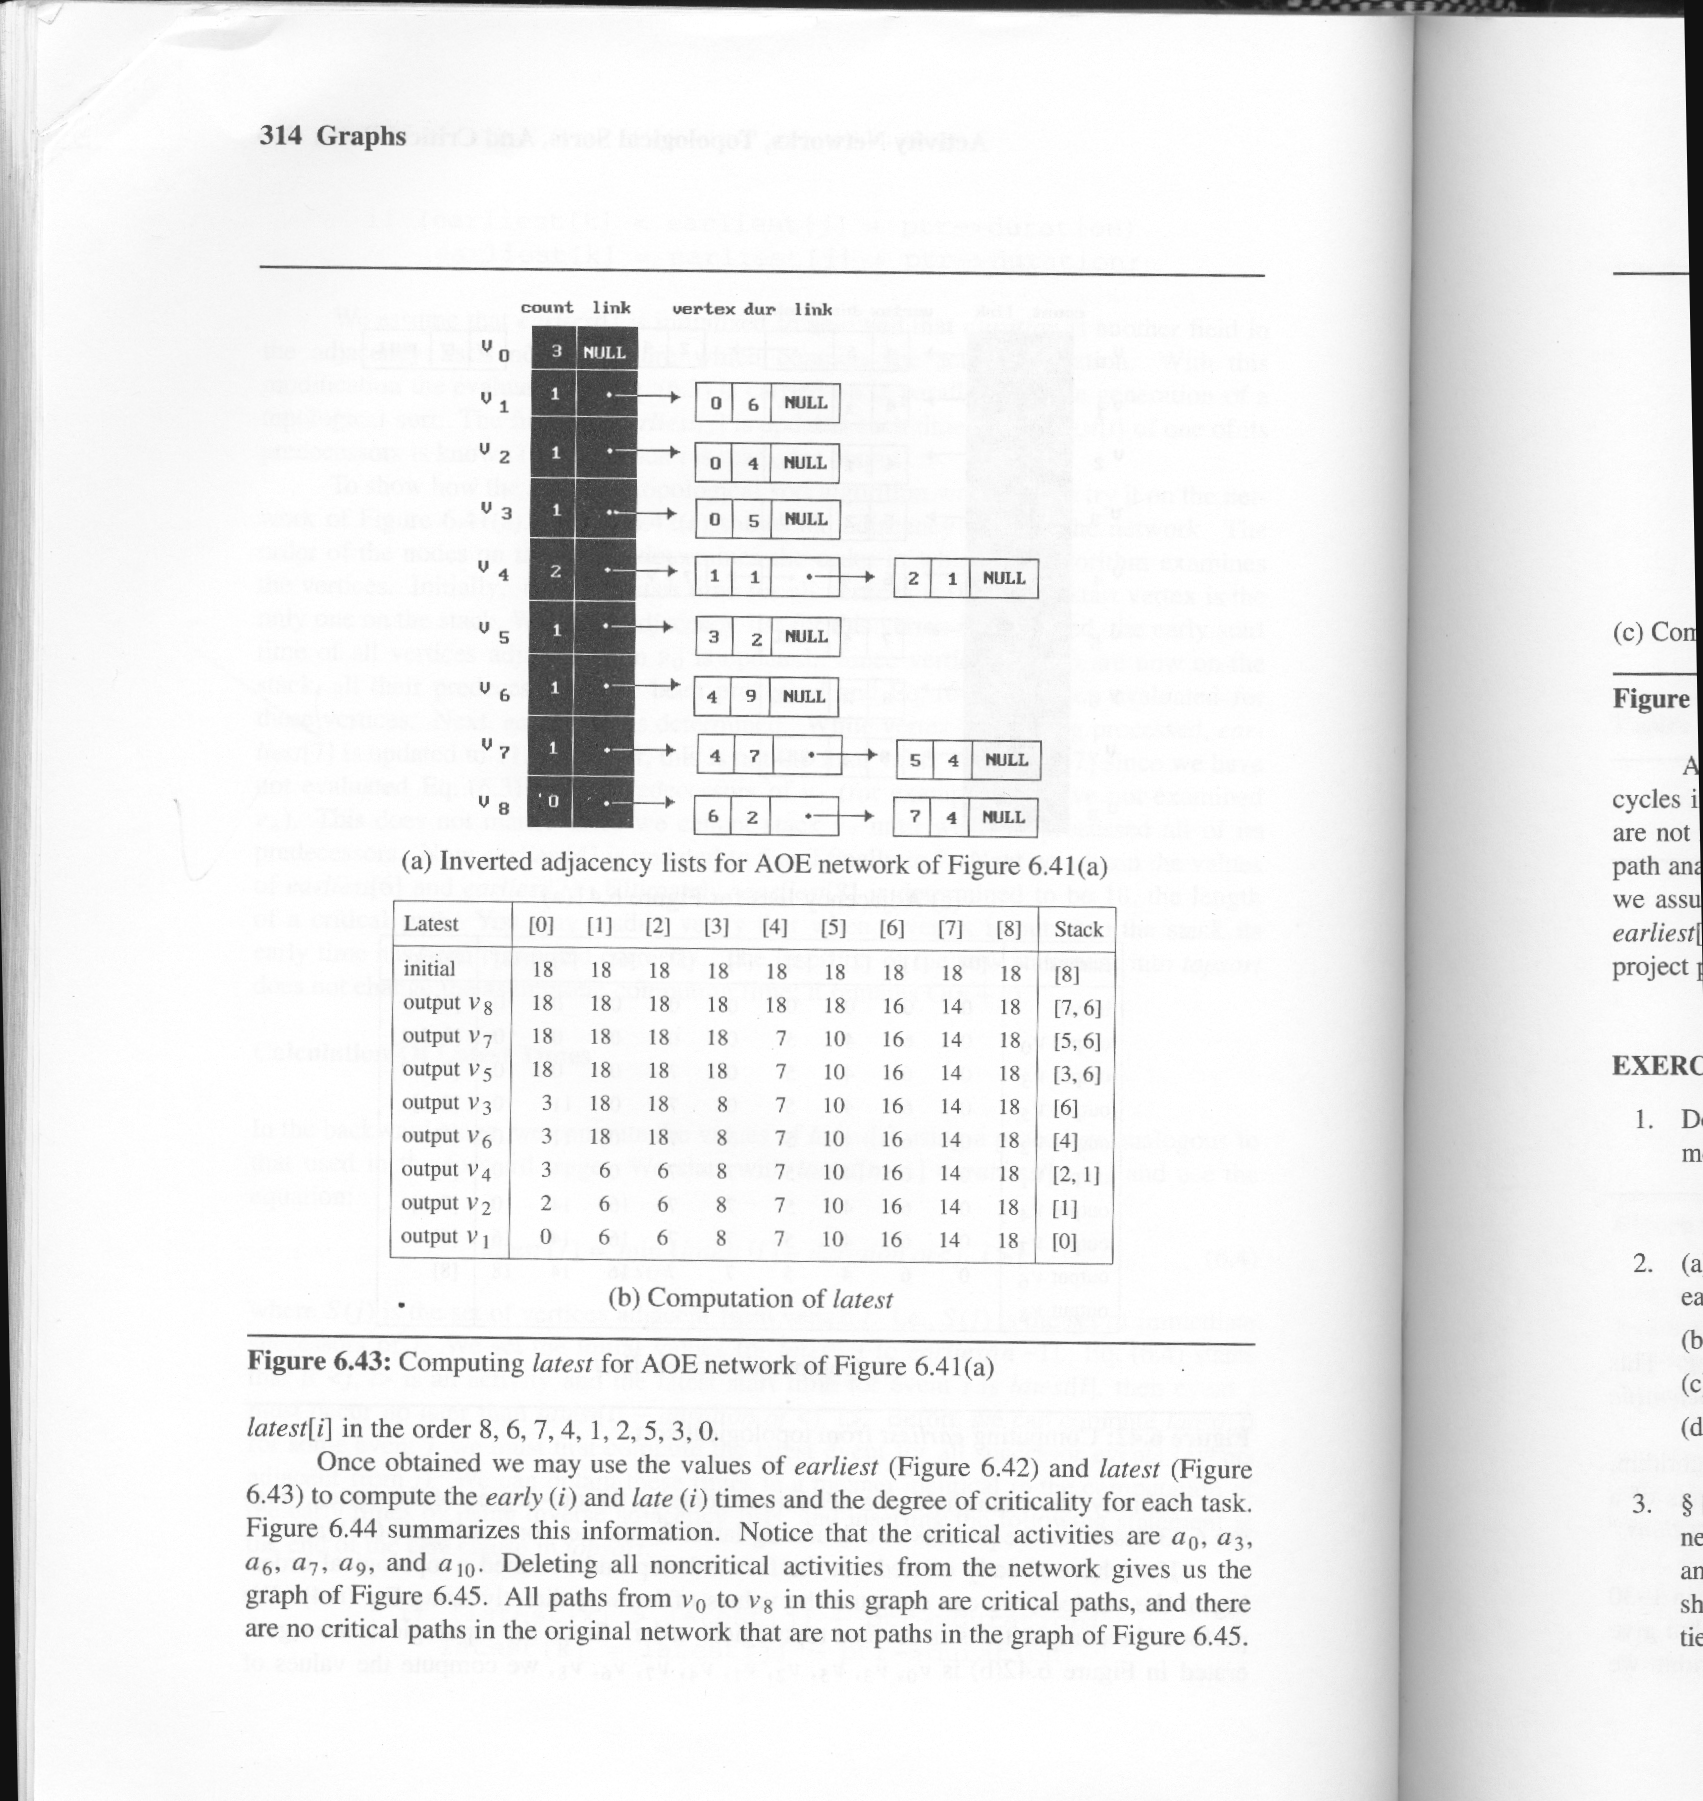 314 Graphs
count link vertex dur link
V0 3 NULL
V1 1 0 6 NULL
V2 1 0 4 NULL
V3 1 0 5 NULL
V4 2 1 1 2 1 NULL
V5 1 3 2 NULL
V6 1 4 9 NULL
V7 1 4 7 5 4 NULL
V8 0 6 2 7 4 NULL
(a) Inverted adjacency lists for AOE network of Figure 6.41(a)
Latest [0] [1] [2] [3] [4] [5] [6] [7] [8] Stack
initial 18 18 18 18 18 18 18 18 18 [8]
output v8 18 18 18 18 18 18 16 14 18 [7, 6]
output v7 18 18 18 18 7 10 16 14 18 [5, 6]
output v5 18 18 18 18 7 10 16 14 18 [3, 6]
output v3 3 18 18 8 7 10 16 14 18 [6]
output v6 3 18 18 8 7 10 16 14 18 [4]
output v4 3 6 6 8 7 10 16 14 18 [2, 1]
output v2 2 6 6 8 7 10 16 14 18 [1]
output v1 0 6 6 8 7 10 16 14 18 [0]
(b) Computation of latest
Figure 6.43: Computing latest for AOE network of Figure 6.41(a)
latest[i] in the order 8, 6, 7, 4, 1, 2, 5, 3, 0.
Once obtained we may use the values of earliest (Figure 6.42) and latest (Figure
6.43) to compute the early (i) and late (i) times and the degree of criticality for each task.
Figure 6.44 summarizes this information. Notice that the critical activities are a0, a3,
a6, a7, a9, and a10. Deleting all noncritical activities from the network gives us the
graph of Figure 6.45. All paths from v0 to v8 in this graph are critical paths, and there
are no critical paths in the original network that are not paths in the graph of Figure 6.45.
(c)
Figure
A
cycles
are not
path
we
earliest[
project
1.
2. (a
(b
(c
(d
3. §